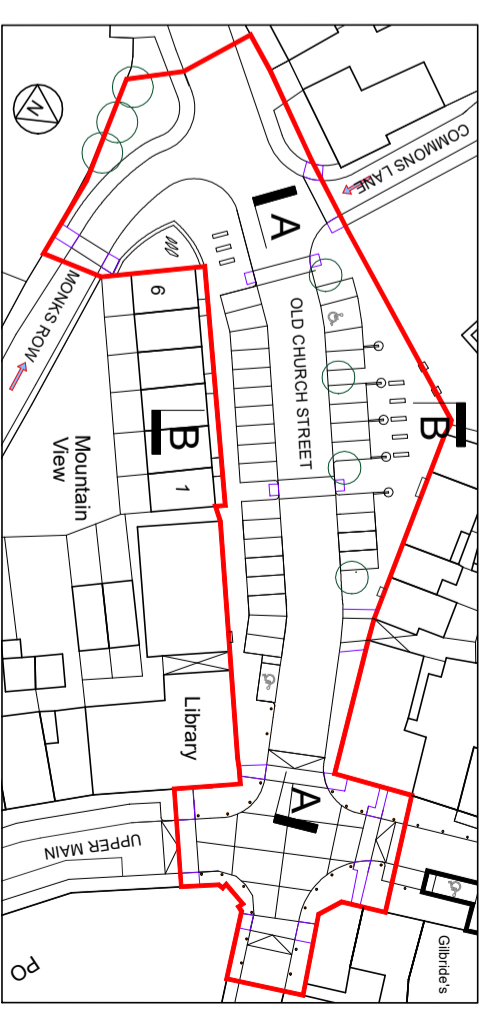 N
COMMONS LANE
A
OLD CHURCH STREET
MONKS ROW
6
B
B
1
Mountain
View
Library
A
UPPER MAIN
Gilbride's
PO